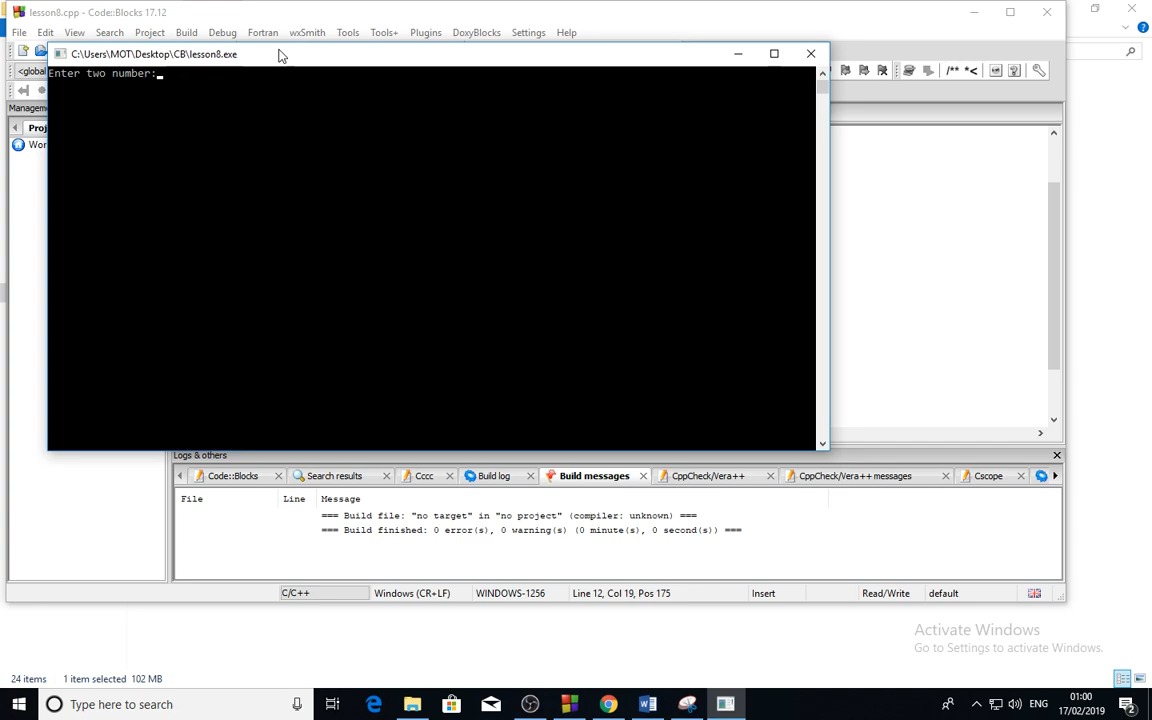 lesson8.cpp - Code::Blocks 17.12
File Edit View Search Project Build Debug Fortran wxSmith Tools Tools+ Plugins DoxyBlocks Settings Help
C:\Users\MOT\Desktop\CB\lesson8.exe
<global
/** *<
Enter two number:
Manageme
Proj
Wor
Logs & others
Code::Blocks Search results Cccc Build log Build messages CppCheck/Vera++ CppCheck/Vera++ messages Cscope
File Line Message
=== Build file: "no target" in "no project" (compiler: unknown) ===
=== Build finished: 0 error(s), 0 warning(s) (0 minute(s), 0 second(s)) ===
C/C++ Windows (CR+LF) WINDOWS-1256 Line 12, Col 19, Pos 175 Insert Read/Write default
Activate Windows
Go to Settings to activate Windows.
24 items 1 item selected 102 MB
Type here to search
ENG
01:00
17/02/2019
2